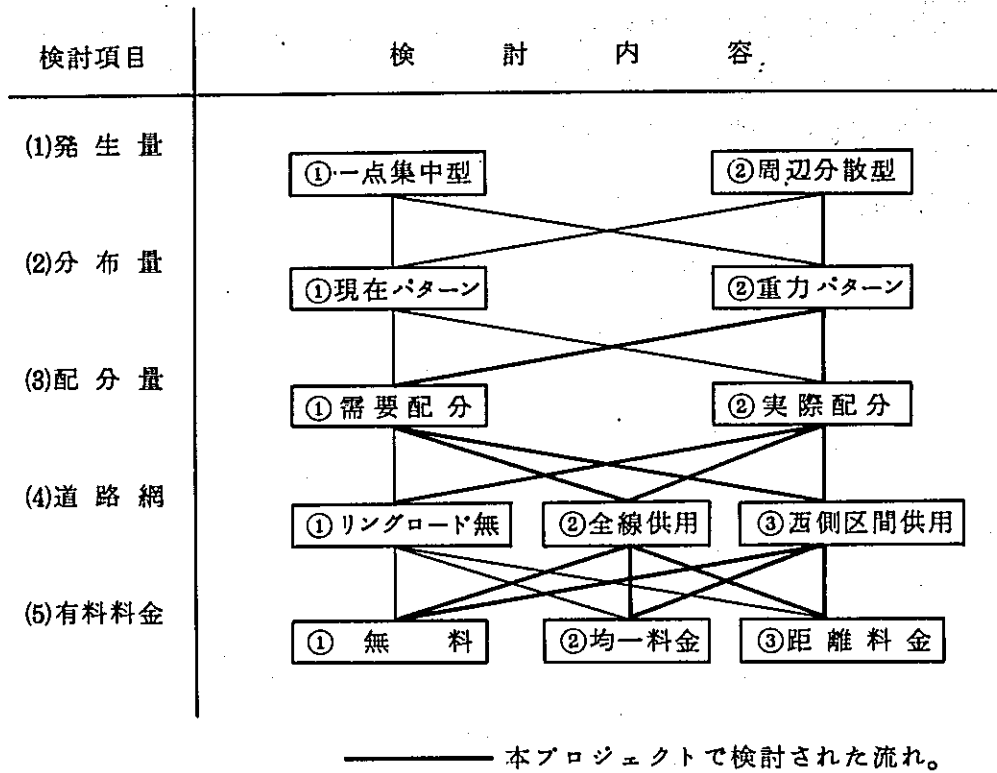 検討項目 検討内容
(1)発生量
①一点集中型 ②周辺分散型
(2)分布量
①現在パターン ②重力パターン
(3)配分量
①需要配分 ②実際配分
(4)道路網
①リングロード無 ②全線供用 ③西側区間供用
(5)有料料金
①無料 ②均一料金 ③距離料金
本プロジェクトで検討された流れ。